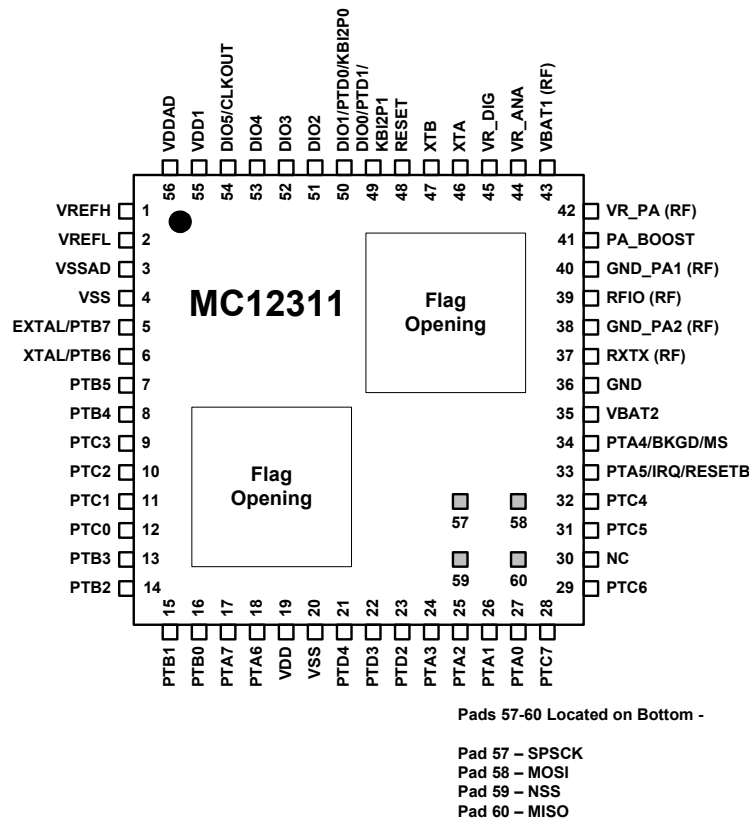 VDDAD
VDD1
DIO5/CLKOUT
DIO4
DIO3
DIO2
DIO1/PTD0/KBI2P0
DIO0/PTD1/
KBI2P1
RESET
XTB
XTA
VR_DIG
VR_ANA
VBAT1 (RF)
56 55 54 53 52 51 50 49 48 47 46 45 44 43
VREFH 1
VREFL 2
VSSAD 3
VSS 4
EXTAL/PTB7 5
XTAL/PTB6 6
PTB5 7
PTB4 8
PTC3 9
PTC2 10
PTC1 11
PTC0 12
PTB3 13
PTB2 14
MC12311
Flag
Opening
Flag
Opening
57 58
59 60
42 VR_PA (RF)
41 PA_BOOST
40 GND_PA1 (RF)
39 RFIO (RF)
38 GND_PA2 (RF)
37 RXTX (RF)
36 GND
35 VBAT2
34 PTA4/BKGD/MS
33 PTA5/IRQ/RESETB
32 PTC4
31 PTC5
30 NC
29 PTC6
15 16 17 18 19 20 21 22 23 24 25 26 27 28
PTB1
PTB0
PTA7
PTA6
VDD
VSS
PTD4
PTD3
PTD2
PTA3
PTA2
PTA1
PTA0
PTC7
Pads 57-60 Located on Bottom -
Pad 57 – SPSCK
Pad 58 – MOSI
Pad 59 – NSS
Pad 60 – MISO